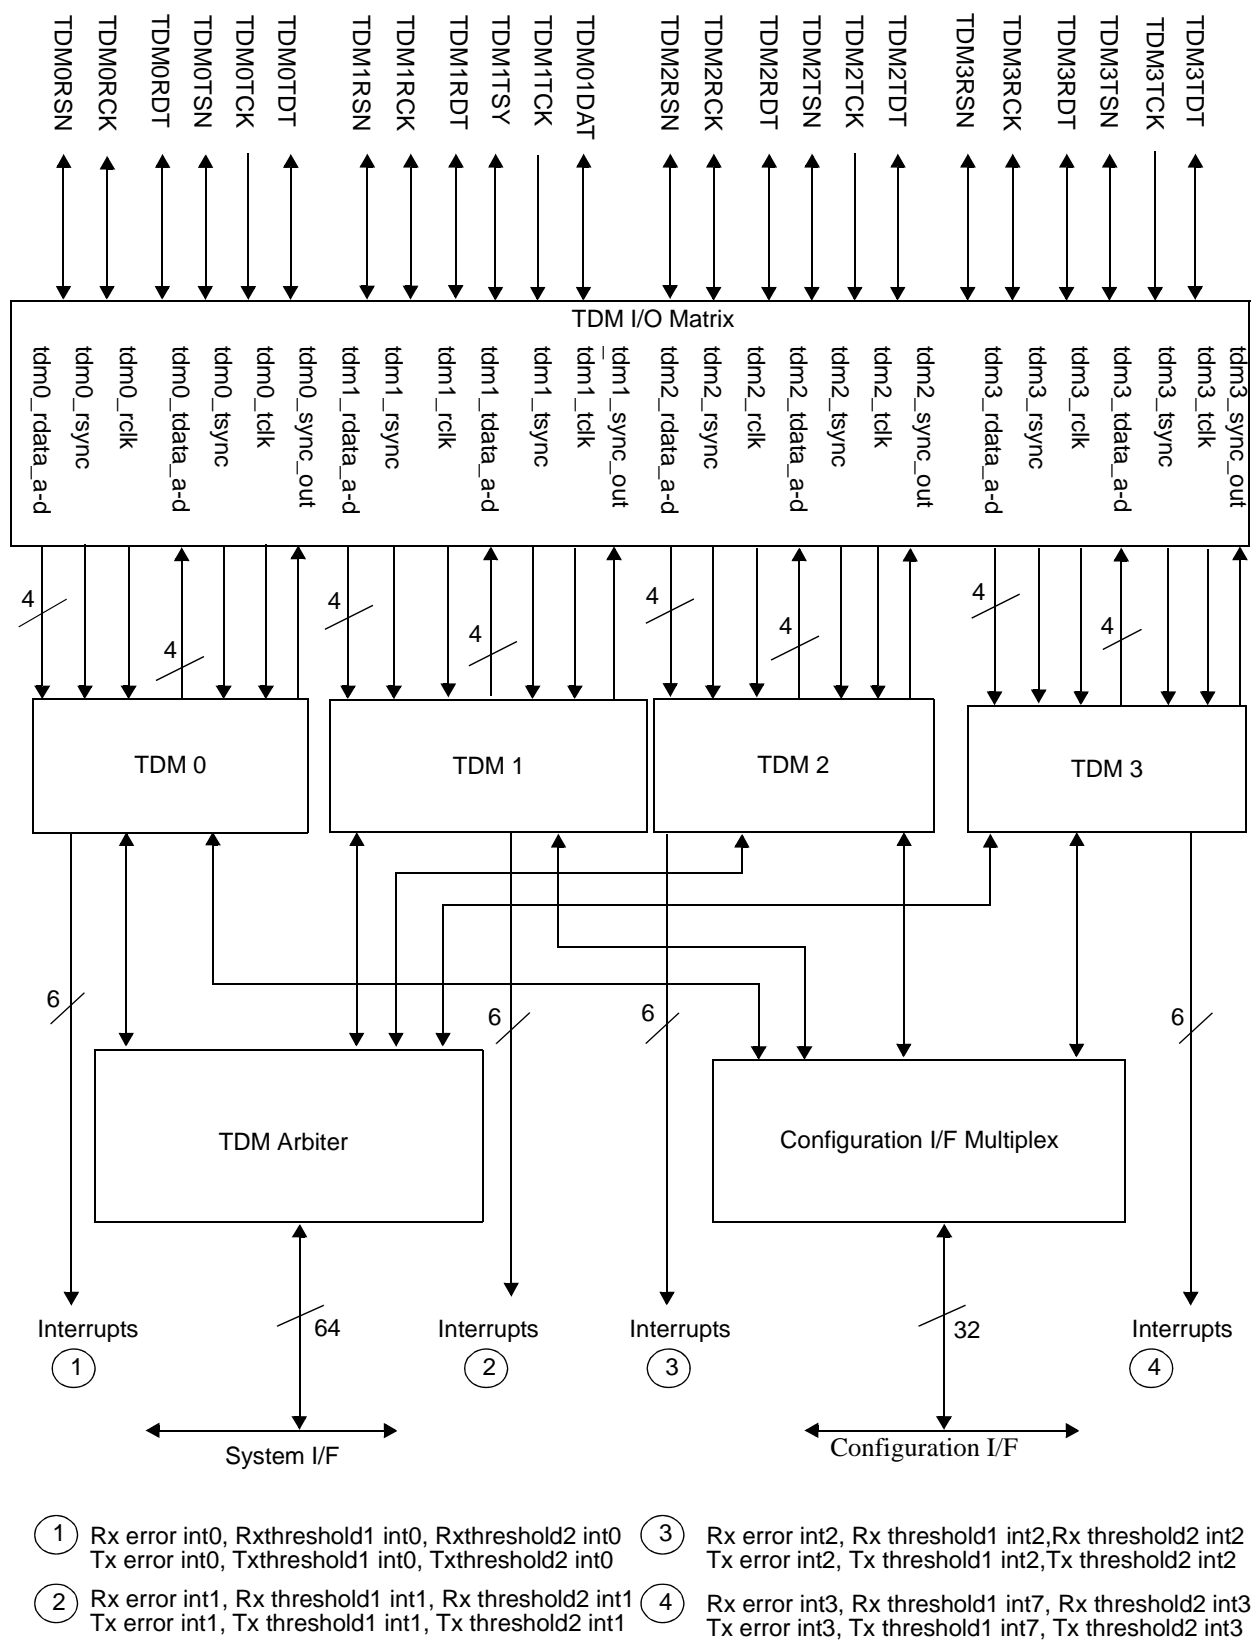 TDM0RSN
TDM0RCK
TDM0RDT
TDM0TSN
TDM0TCK
TDM0TDT
TDM1RSN
TDM1RCK
TDM1RDT
TDM1TSY
TDM1TCK
TDM01DAT
TDM2RSN
TDM2RCK
TDM2RDT
TDM2TSN
TDM2TCK
TDM2TDT
TDM3RSN
TDM3RCK
TDM3RDT
TDM3TSN
TDM3TCK
TDM3TDT
TDM I/O Matrix
tdm0_rdata_a-d
tdm0_rsync
tdm0_rclk
tdm0_tdata_a-d
tdm0_tsync
tdm0_tclk
tdm0_sync_out
tdm1_rdata_a-d
tdm1_rsync
tdm1_rclk
tdm1_tdata_a-d
tdm1_tsync
tdm1_tclk
tdm1_sync_out
tdm2_rdata_a-d
tdm2_rsync
tdm2_rclk
tdm2_tdata_a-d
tdm2_tsync
tdm2_tclk
tdm2_sync_out
tdm3_rdata_a-d
tdm3_rsync
tdm3_rclk
tdm3_tdata_a-d
tdm3_tsync
tdm3_tclk
tdm3_sync_out
4
4
4
4
4
4
4
4
TDM 0
TDM 1
TDM 2
TDM 3
6
6
6
6
TDM Arbiter
Configuration I/F Multiplex
Interrupts
1
64
Interrupts
2
Interrupts
3
32
Interrupts
4
System I/F
Configuration I/F
1 Rx error int0, Rxthreshold1 int0, Rxthreshold2 int0
Tx error int0, Txthreshold1 int0, Txthreshold2 int0
2 Rx error int1, Rx threshold1 int1, Rx threshold2 int1
Tx error int1, Tx threshold1 int1, Tx threshold2 int1
3 Rx error int2, Rx threshold1 int2,Rx threshold2 int2
Tx error int2, Tx threshold1 int2,Tx threshold2 int2
4 Rx error int3, Rx threshold1 int7, Rx threshold2 int3
Tx error int3, Tx threshold1 int7, Tx threshold2 int3